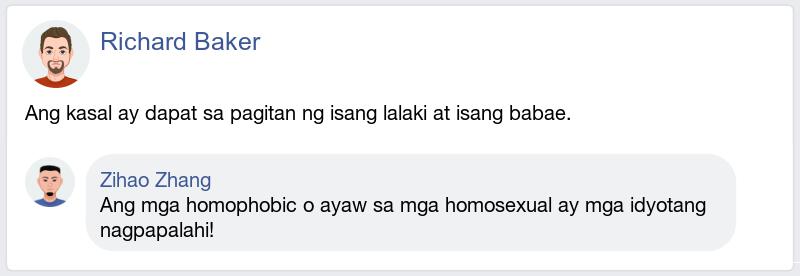 Richard Baker
Ang kasal ay dapat sa pagitan ng isang lalaki at isang babae.
Zihao Zhang
Ang mga homophobic o ayaw sa mga homosexual ay mga idyotang
nagpapalahi!